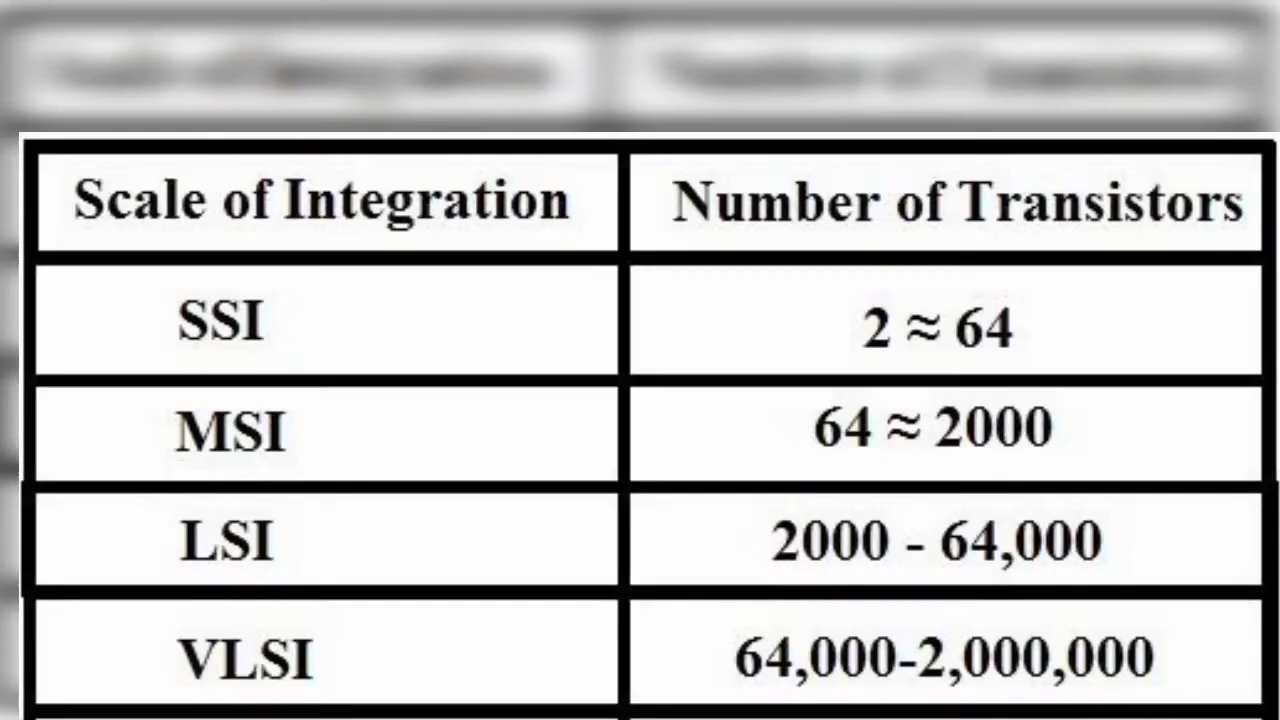 Scale of Integration Number of Transistors
SSI 2 ≈ 64
MSI 64 ≈ 2000
LSI 2000 - 64,000
VLSI 64,000-2,000,000